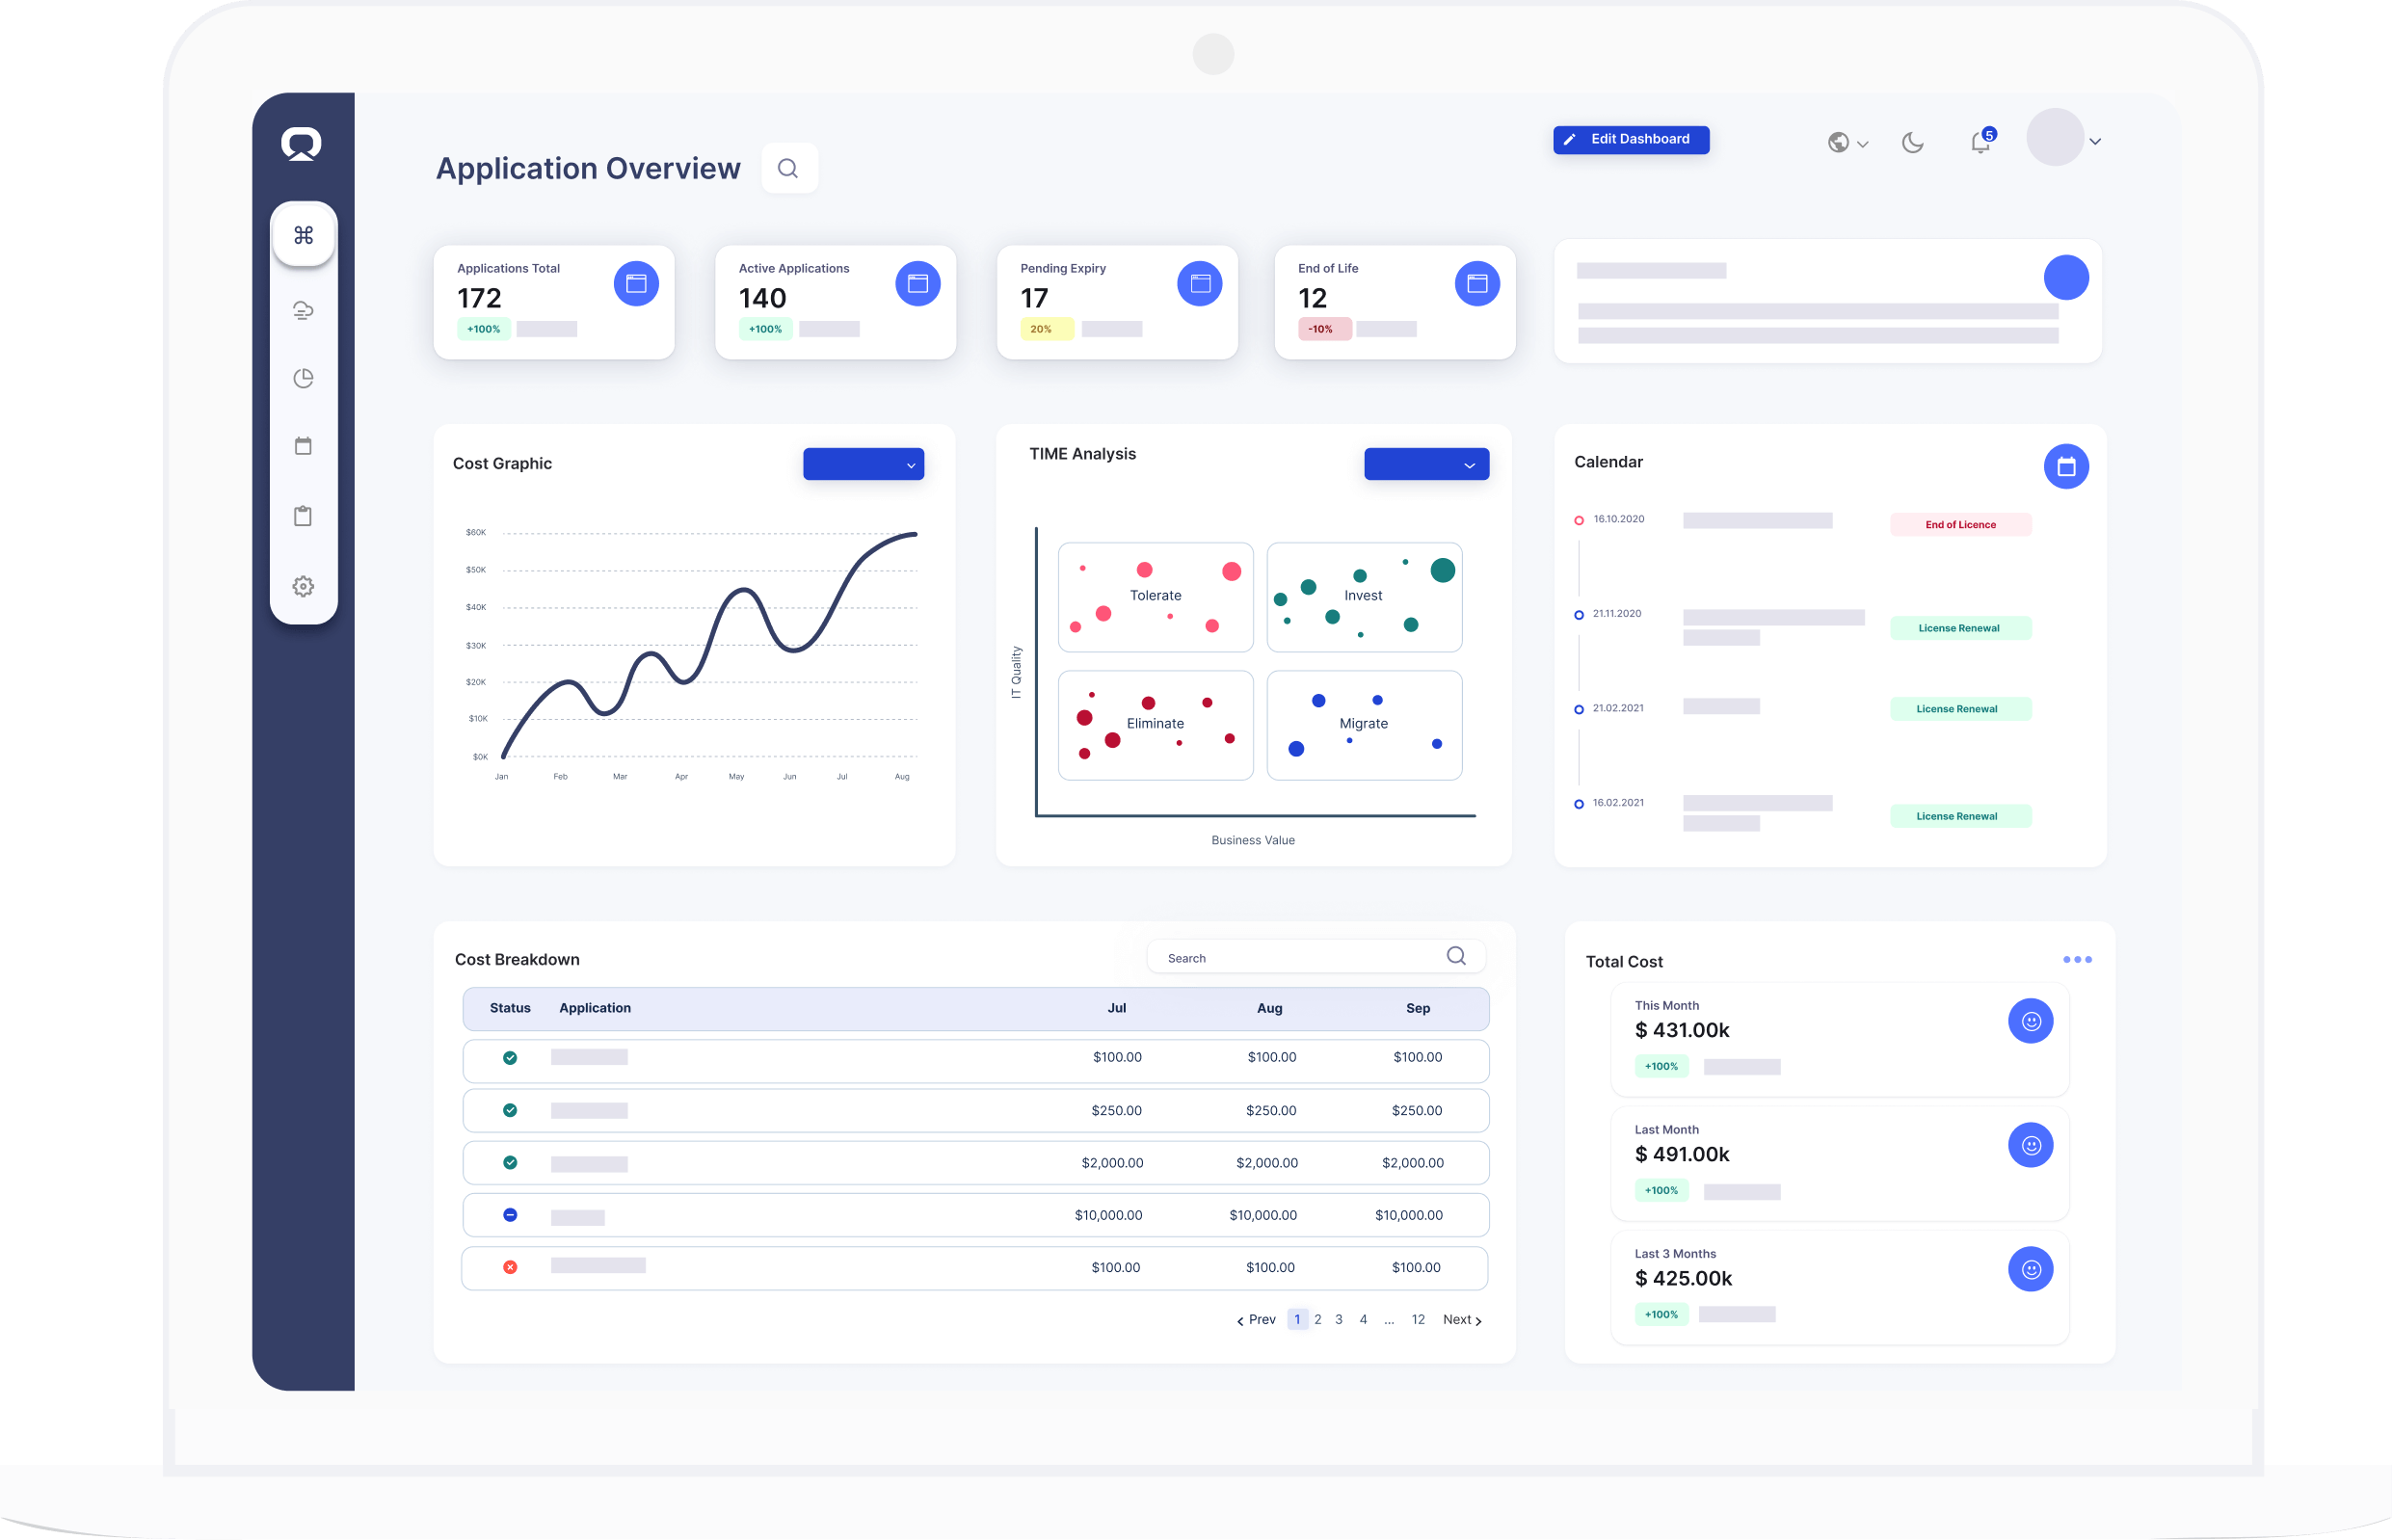 Application Overview
Edit Dashboard
5
Applications Total
172
+100%
Active Applications
140
+100%
Pending Expiry
17
20%
End of Life
12
-10%
Cost Graphic
$60K
$50K
$40K
$30K
$20K
$10K
$0K
Jan Feb Mar Apr May Jun Jul Aug
TIME Analysis
IT Quality
Tolerate
Invest
Eliminate
Migrate
Business Value
Calendar
16.10.2020 End of Licence
21.11.2020 License Renewal
21.02.2021 License Renewal
16.02.2021 License Renewal
Cost Breakdown
Search
Status Application Jul Aug Sep
$100.00 $100.00 $100.00
$250.00 $250.00 $250.00
$2,000.00 $2,000.00 $2,000.00
$10,000.00 $10,000.00 $10,000.00
$100.00 $100.00 $100.00
Prev 1 2 3 4 ... 12 Next
Total Cost
This Month
$ 431.00k
+100%
Last Month
$ 491.00k
+100%
Last 3 Months
$ 425.00k
+100%